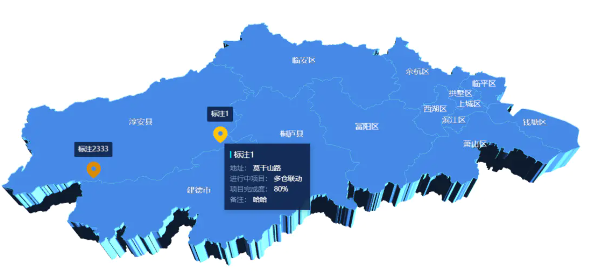 临安区
余杭区
临平区
拱墅区
上城区
西湖区
滨江区
钱塘区
萧山区
富阳区
桐庐县
淳安县
建德市
标注1
标注2333
标注1
地址： 莫干山路
进行中项目： 多仓联动
项目完成度： 80%
备注： 哈哈